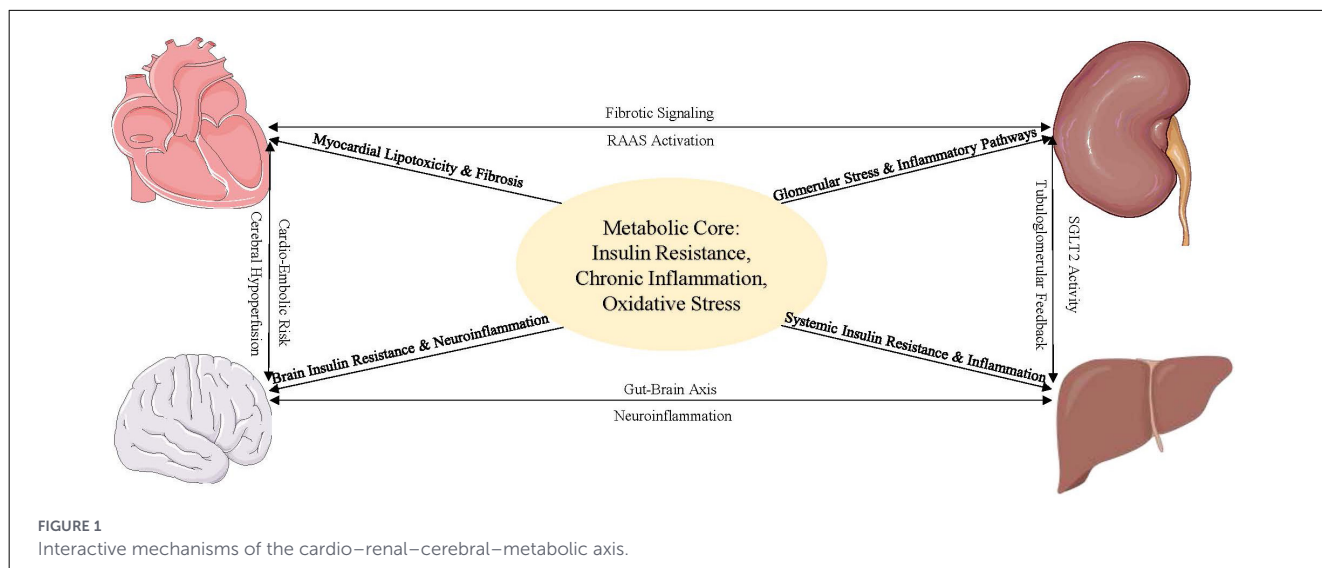 Fibrotic Signaling
RAAS Activation
Myocardial Lipotoxicity & Fibrosis
Glomerular Stress & Inflammatory Pathways
Cardio-Embolic Risk
Cerebral Hypoperfusion
Metabolic Core:
Insulin Resistance,
Chronic Inflammation,
Oxidative Stress
SGLT2 Activity
Tubuloglomerular Feedback
Brain Insulin Resistance & Neuroinflammation
Systemic Insulin Resistance & Inflammation
Gut-Brain Axis
Neuroinflammation
FIGURE 1
Interactive mechanisms of the cardio–renal–cerebral–metabolic axis.